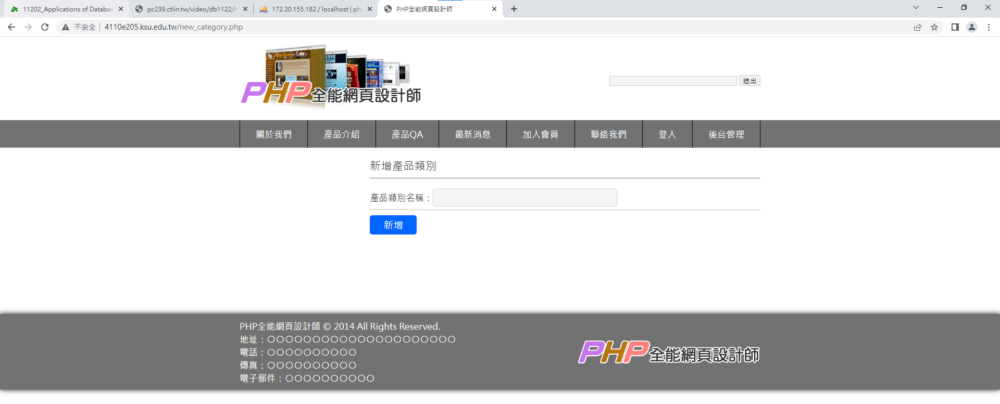 11202_Applications of Databas
pc239.ctlin.tw/video/db1122/H
172.20.155.182 / localhost | php
PHP全能網頁設計師
不安全
4110e205.ksu.edu.tw/new_category.php
PHP全能網頁設計師
送出
關於我們
產品介紹
產品QA
最新消息
加入會員
聯絡我們
登入
後台管理
新增產品類別
產品類別名稱：
新增
PHP全能網頁設計師 © 2014 All Rights Reserved.
地址：〇〇〇〇〇〇〇〇〇〇〇〇〇〇〇〇〇〇〇〇〇
電話：〇〇〇〇〇〇〇〇〇〇
傳真：〇〇〇〇〇〇〇〇〇〇
電子郵件：〇〇〇〇〇〇〇〇〇〇
PHP全能網頁設計師